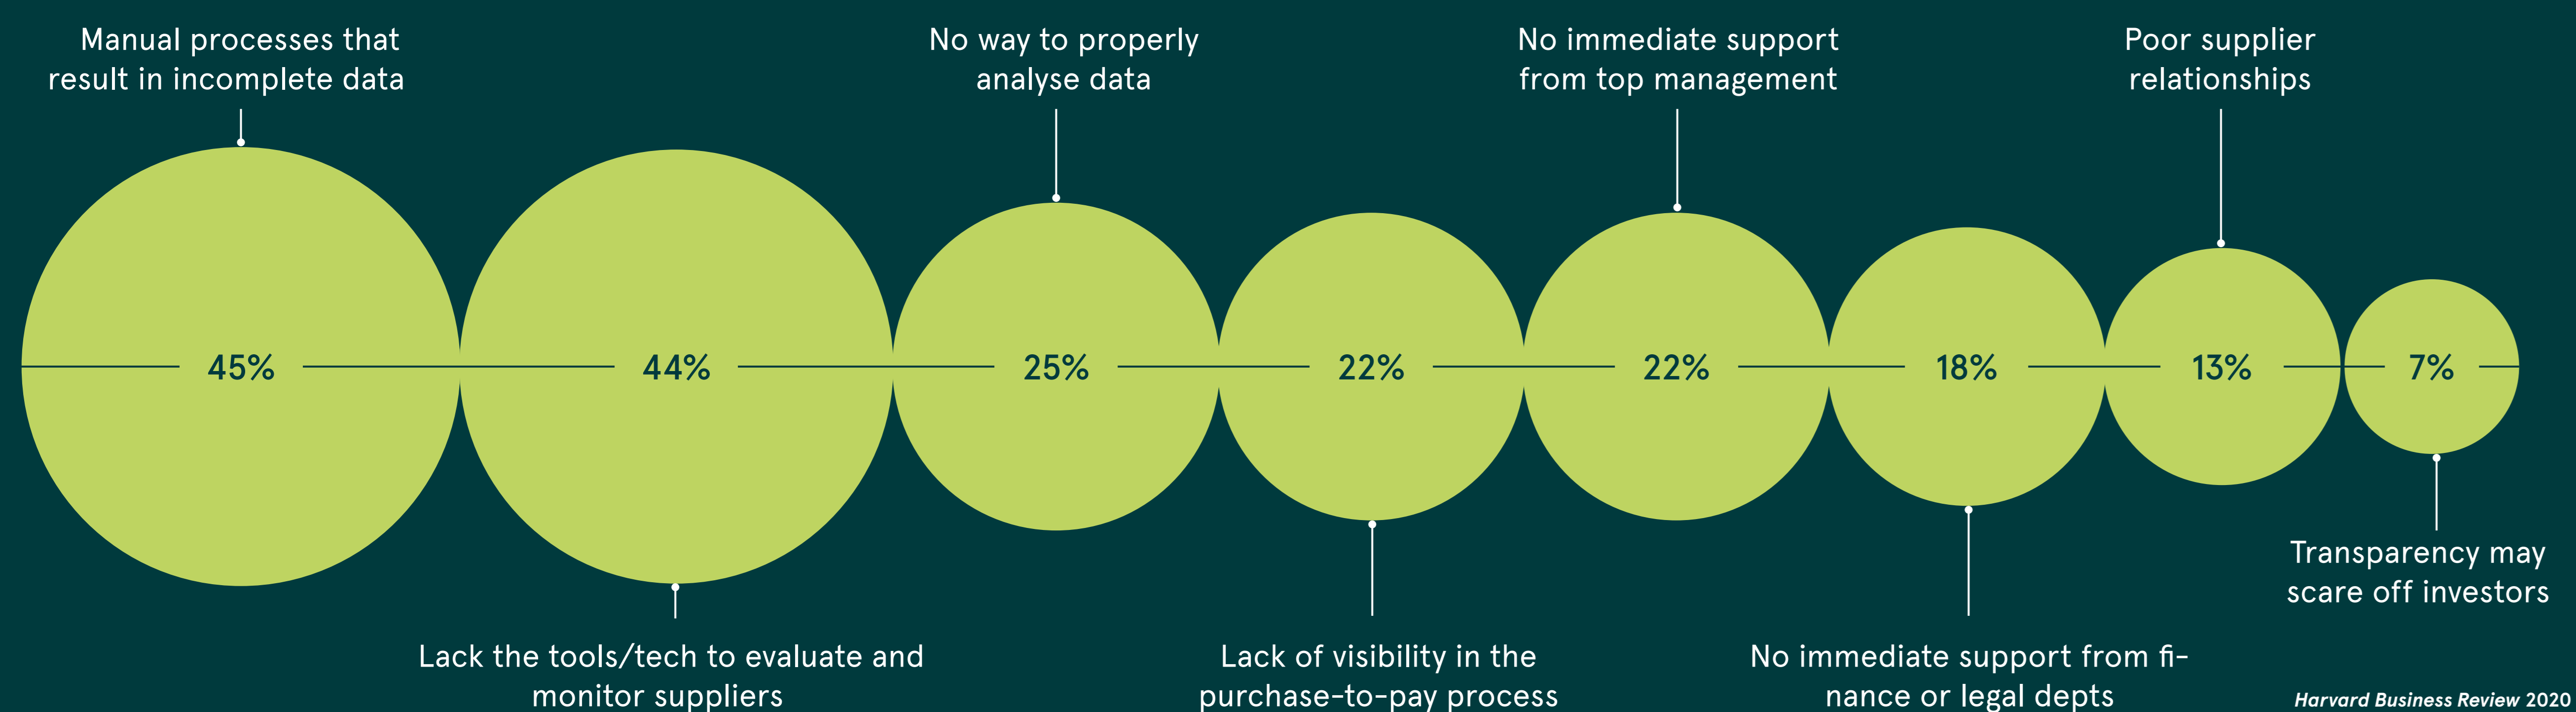 Manual processes that
result in incomplete data
No way to properly
analyse data
No immediate support
from top management
Poor supplier
relationships
45%
44%
25%
22%
22%
18%
13%
7%
Transparency may
scare off investors
Lack the tools/tech to evaluate and
monitor suppliers
Lack of visibility in the
purchase-to-pay process
No immediate support from fi-
nance or legal depts
Harvard Business Review 2020